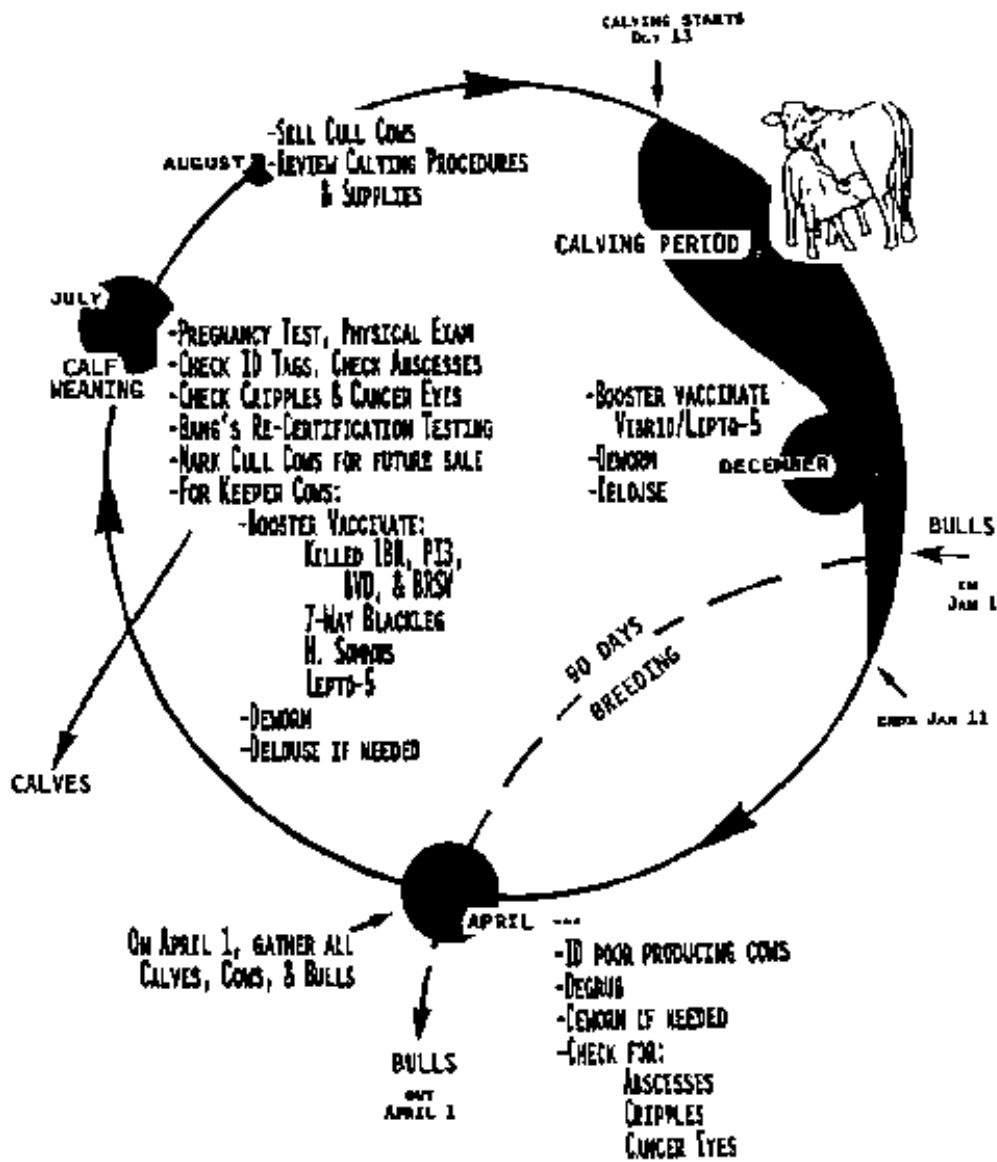 CALVING STARTS
OCT 13
-SELL CULL COWS
AUGUST
-REVIEW CALVING PROCEDURES
& SUPPLIES
CALVING PERIOD
JULY
CALF
WEANING
-PREGNANCY TEST, PHYSICAL EXAM
-CHECK ID TAGS, CHECK ABSCESSES
-CHECK CRIPPLES & CANCER EYES
-BANG'S RE-CERTIFICATION TESTING
-MARK CULL COWS FOR FUTURE SALE
-FOR KEEPER COWS:
-BOOSTER VACCINATE:
KILLED IBR, PI3,
BVD, & BRSV
7-WAY BLACKLEG
H. SOMNUS
LEPTO-5
-DEWORM
-DELOUSE IF NEEDED
-BOOSTER VACCINATE
VIBRIO/LEPTO-5
-DEWORM
-DELOUSE
DECEMBER
BULLS
IN
JAN 1
90 DAYS
BREEDING
ENDS JAN 11
CALVES
APRIL ---
ON APRIL 1, GATHER ALL
CALVES, COWS, & BULLS
-ID POOR PRODUCING COWS
-DEGRUB
-DEWORM IF NEEDED
-CHECK FOR:
ABSCESSES
CRIPPLES
CANCER EYES
BULLS
OUT
APRIL 1